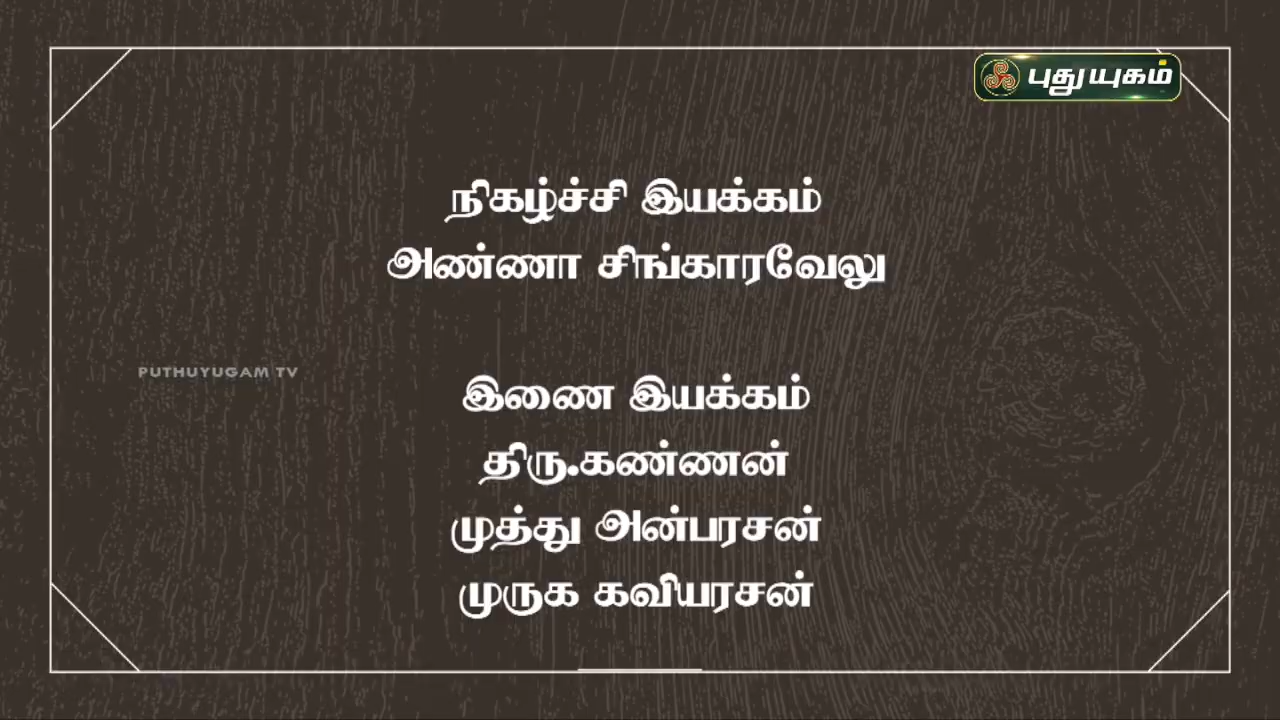 புதுயுகம்
நிகழ்ச்சி இயக்கம்
அண்ணா சிங்காரவேலு
PUTHUYUGAM TV
இணை இயக்கம்
திரு.கண்ணன்
முத்து அன்பரசன்
முருக கவியரசன்